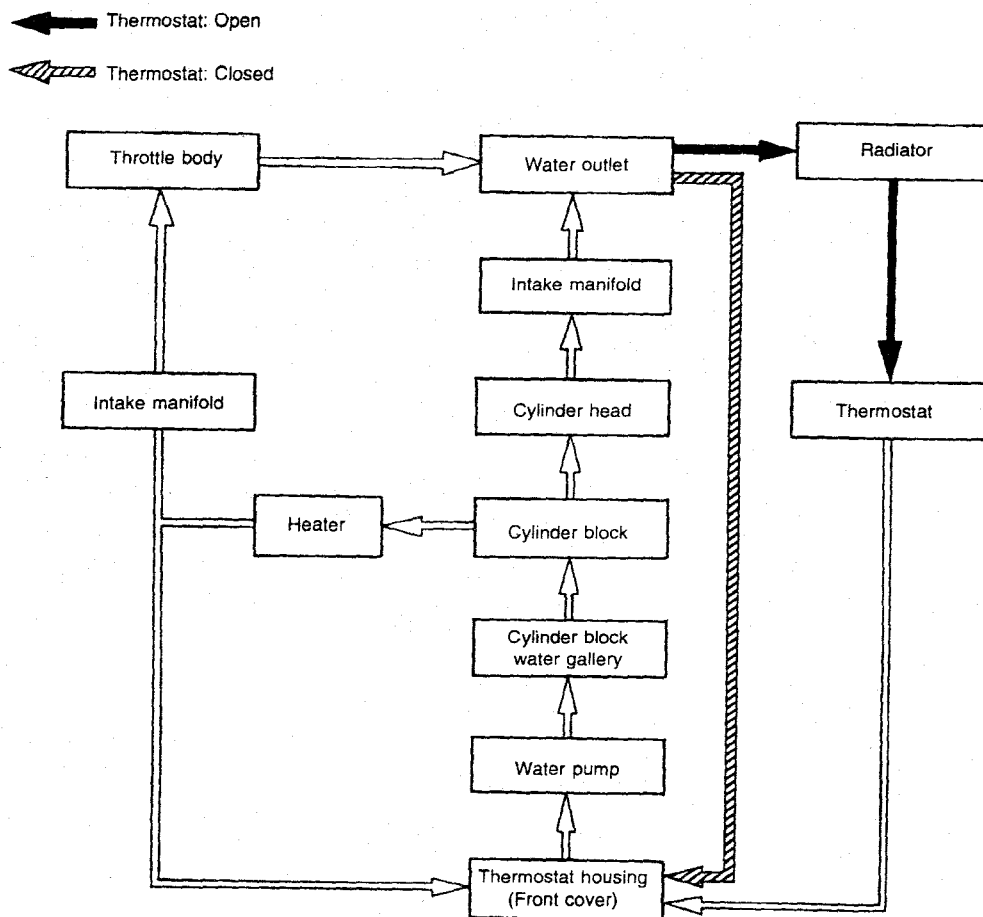 Thermostat: Open
Thermostat: Closed
Throttle body
Water outlet
Radiator
Intake manifold
Intake manifold
Cylinder head
Thermostat
Heater
Cylinder block
Cylinder block
water gallery
Water pump
Thermostat housing
(Front cover)